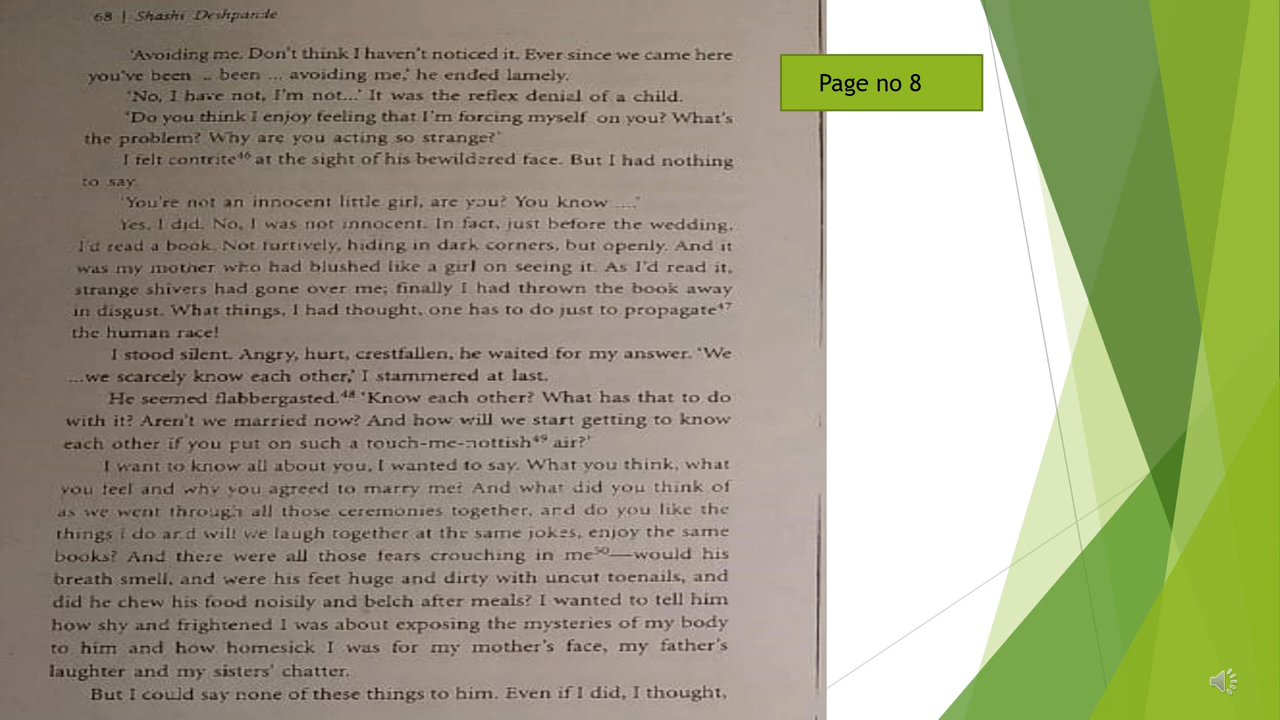 68 | Shashi Deshpande
'Avoiding me. Don't think I haven't noticed it. Ever since we came here
you've been .. been ... avoiding me,' he ended lamely.
'No, I have not, I'm not...' It was the reflex denial of a child.
'Do you think I enjoy feeling that I'm forcing myself on you? What's
the problem? Why are you acting so strange?'
I felt contrite⁴⁶ at the sight of his bewildered face. But I had nothing
to say.
'You're not an innocent little girl, are you? You know ....'
Yes, I did. No, I was not innocent. In fact, just before the wedding,
I'd read a book. Not furtively, hiding in dark corners, but openly. And it
was my mother who had blushed like a girl on seeing it. As I'd read it,
strange shivers had gone over me; finally I had thrown the book away
in disgust. What things, I had thought, one has to do just to propagate⁴⁷
the human race!
I stood silent. Angry, hurt, crestfallen, he waited for my answer. 'We
...we scarcely know each other,' I stammered at last.
He seemed flabbergasted.⁴⁸ 'Know each other? What has that to do
with it? Aren't we married now? And how will we start getting to know
each other if you put on such a touch-me-nottish⁴⁹ air?'
I want to know all about you, I wanted to say. What you think, what
you feel and why you agreed to marry me? And what did you think of
as we went through all those ceremonies together, and do you like the
things I do and will we laugh together at the same jokes, enjoy the same
books? And there were all those fears crouching in me⁵⁰—would his
breath smell, and were his feet huge and dirty with uncut toenails, and
did he chew his food noisily and belch after meals? I wanted to tell him
how shy and frightened I was about exposing the mysteries of my body
to him and how homesick I was for my mother's face, my father's
laughter and my sisters' chatter.
But I could say none of these things to him. Even if I did, I thought,
Page no 8